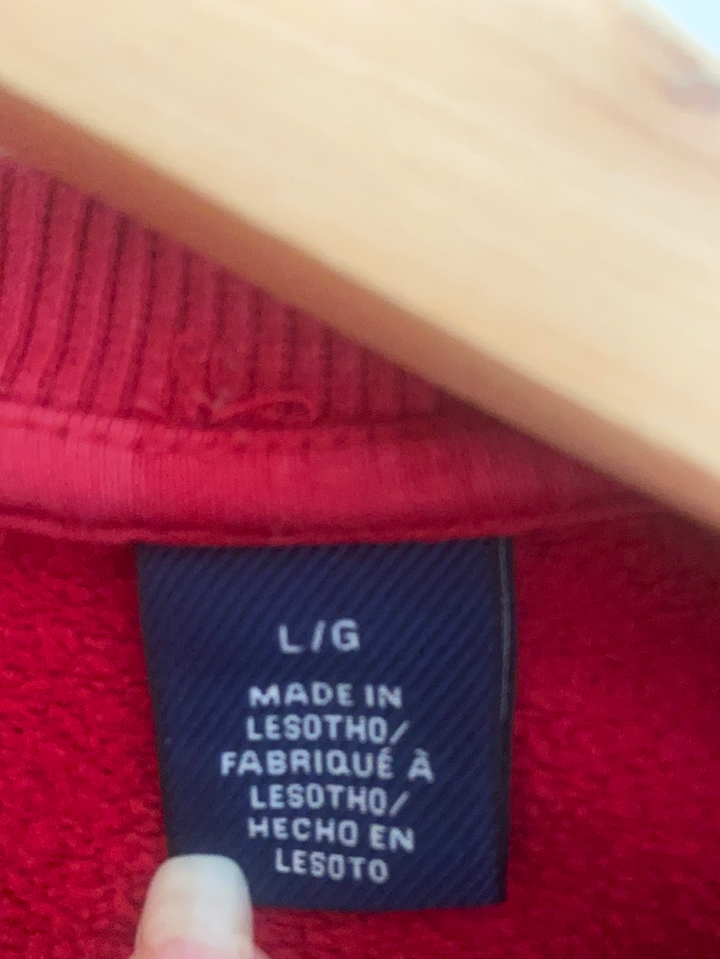 L/G
MADE IN
LESOTHO/
FABRIQUÉ À
LESOTHO/
HECHO EN
LESOTO